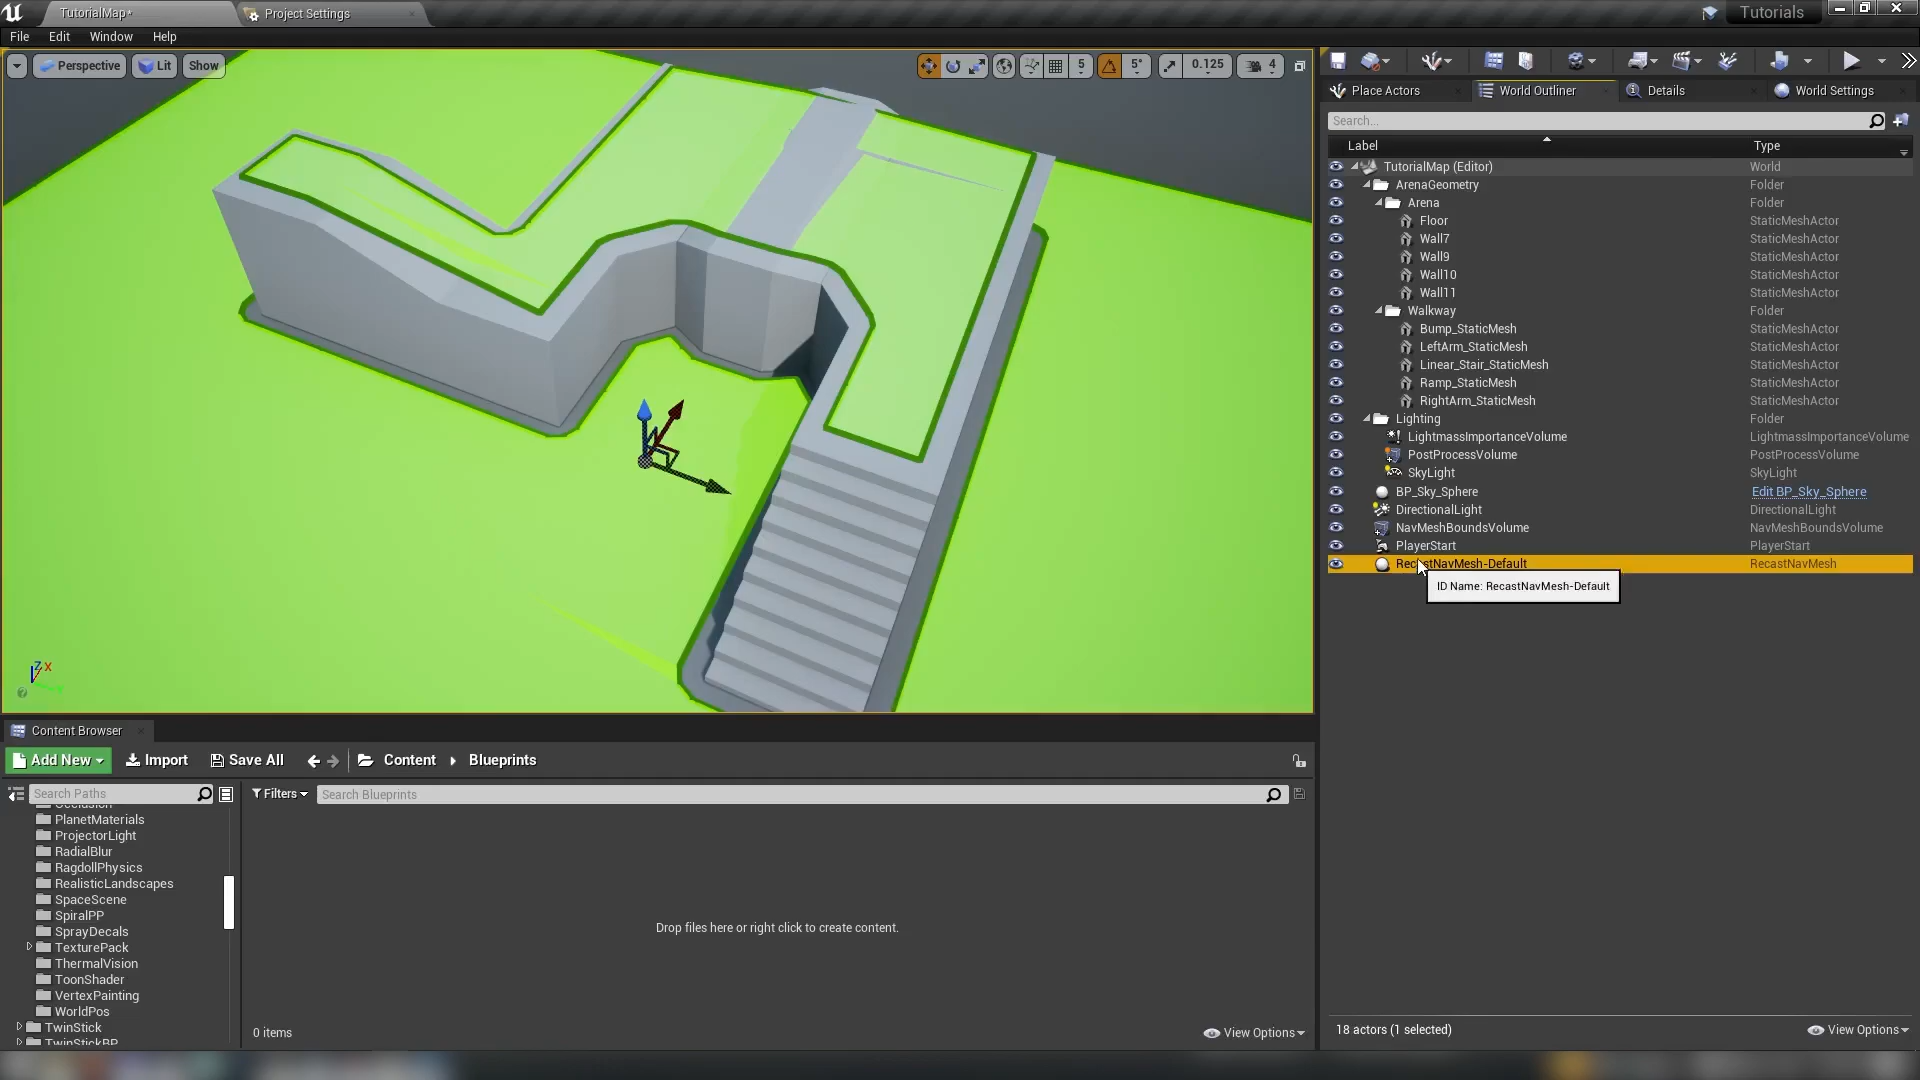 TutorialMap*
Project Settings
Tutorials
File Edit Window Help
Perspective Lit Show
5 5° 0.125 4
Place Actors World Outliner Details World Settings
Search...
Label Type
TutorialMap (Editor) World
ArenaGeometry Folder
Arena Folder
Floor StaticMeshActor
Wall7 StaticMeshActor
Wall9 StaticMeshActor
Wall10 StaticMeshActor
Wall11 StaticMeshActor
Walkway Folder
Bump_StaticMesh StaticMeshActor
LeftArm_StaticMesh StaticMeshActor
Linear_Stair_StaticMesh StaticMeshActor
Ramp_StaticMesh StaticMeshActor
RightArm_StaticMesh StaticMeshActor
Lighting Folder
LightmassImportanceVolume LightmassImportanceVolume
PostProcessVolume PostProcessVolume
SkyLight SkyLight
BP_Sky_Sphere Edit BP_Sky_Sphere
DirectionalLight DirectionalLight
NavMeshBoundsVolume NavMeshBoundsVolume
PlayerStart PlayerStart
RecastNavMesh-Default RecastNavMesh
ID Name: RecastNavMesh-Default
18 actors (1 selected) View Options
Z X
Content Browser
Add New Import Save All Content Blueprints
Search Paths
Filters Search Blueprints
Occlusion
PlanetMaterials
ProjectorLight
RadialBlur
RagdollPhysics
RealisticLandscapes
SpaceScene
SpiralPP
SprayDecals
TexturePack
ThermalVision
ToonShader
VertexPainting
WorldPos
TwinStick
TwinStickBP
Drop files here or right click to create content.
0 items View Options